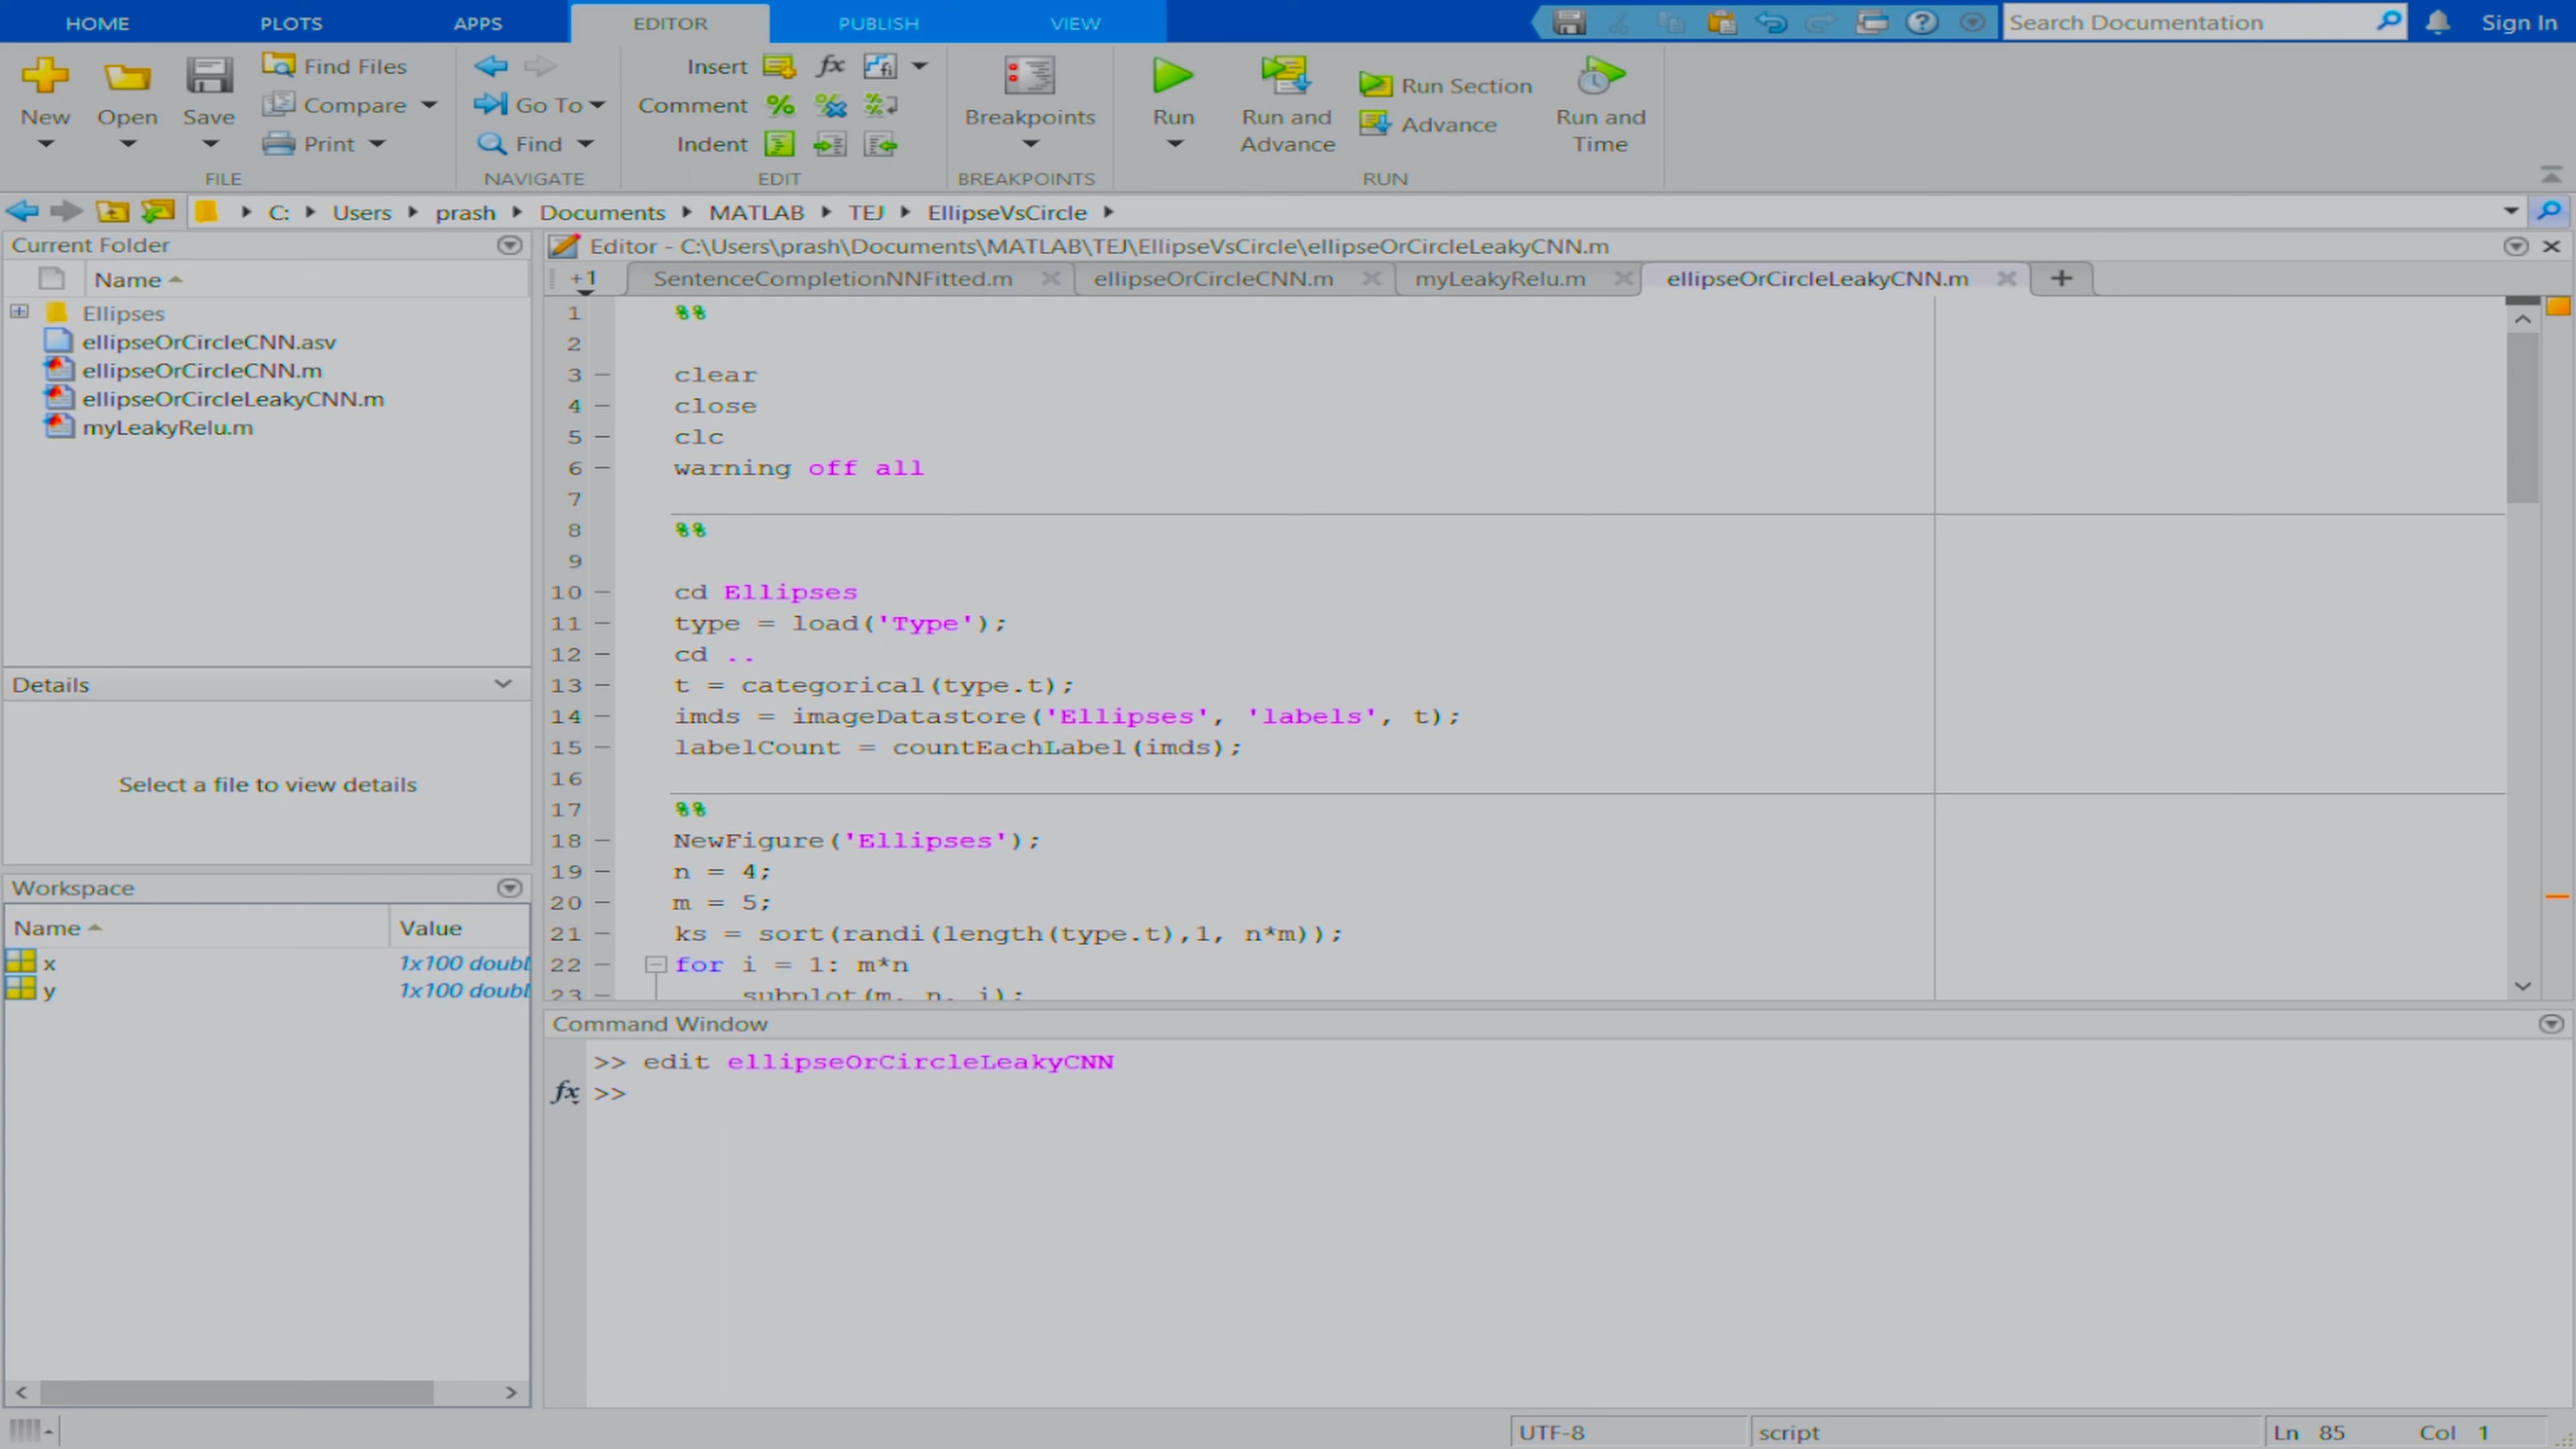 HOME PLOTS APPS EDITOR PUBLISH VIEW Search Documentation Sign In
New Open Save Find Files Compare Print
FILE
Go To Find
NAVIGATE
Insert fx fi
Comment
Indent
EDIT
Breakpoints
BREAKPOINTS
Run Run and Advance Run Section Advance Run and Time
RUN
C: Users prash Documents MATLAB TEJ EllipseVsCircle
Current Folder
Name
Ellipses
ellipseOrCircleCNN.asv
ellipseOrCircleCNN.m
ellipseOrCircleLeakyCNN.m
myLeakyRelu.m
Details
Select a file to view details
Workspace
Name Value
x 1x100 doubl
y 1x100 doubl
Editor - C:\Users\prash\Documents\MATLAB\TEJ\EllipseVsCircle\ellipseOrCircleLeakyCNN.m
+1 SentenceCompletionNNFitted.m ellipseOrCircleCNN.m myLeakyRelu.m ellipseOrCircleLeakyCNN.m +
1 %%
2
3 clear
4 close
5 clc
6 warning off all
7
8 %%
9
10 cd Ellipses
11 type = load('Type');
12 cd ..
13 t = categorical(type.t);
14 imds = imageDatastore('Ellipses', 'labels', t);
15 labelCount = countEachLabel(imds);
16
17 %%
18 NewFigure('Ellipses');
19 n = 4;
20 m = 5;
21 ks = sort(randi(length(type.t),1, n*m));
22 for i = 1: m*n
23 subplot(m, n, i);
Command Window
>> edit ellipseOrCircleLeakyCNN
fx >>
UTF-8 script Ln 85 Col 1